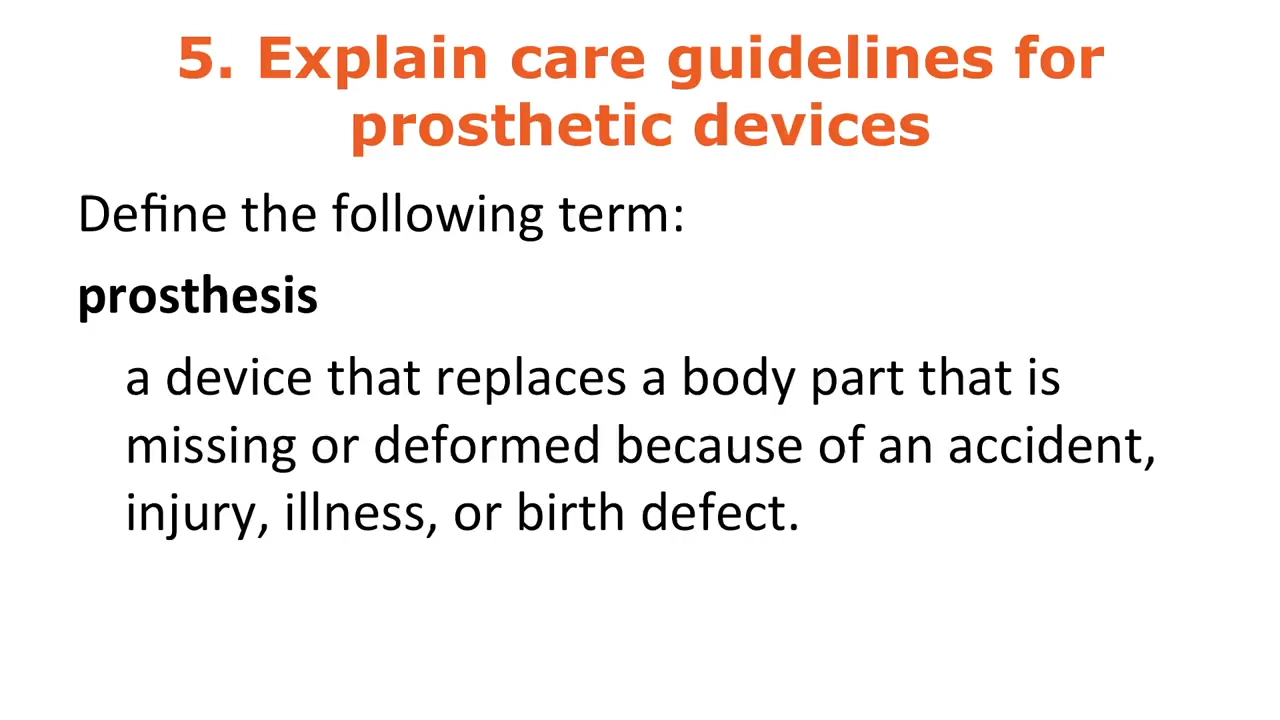 5. Explain care guidelines for
prosthetic devices
Define the following term:
prosthesis
a device that replaces a body part that is
missing or deformed because of an accident,
injury, illness, or birth defect.